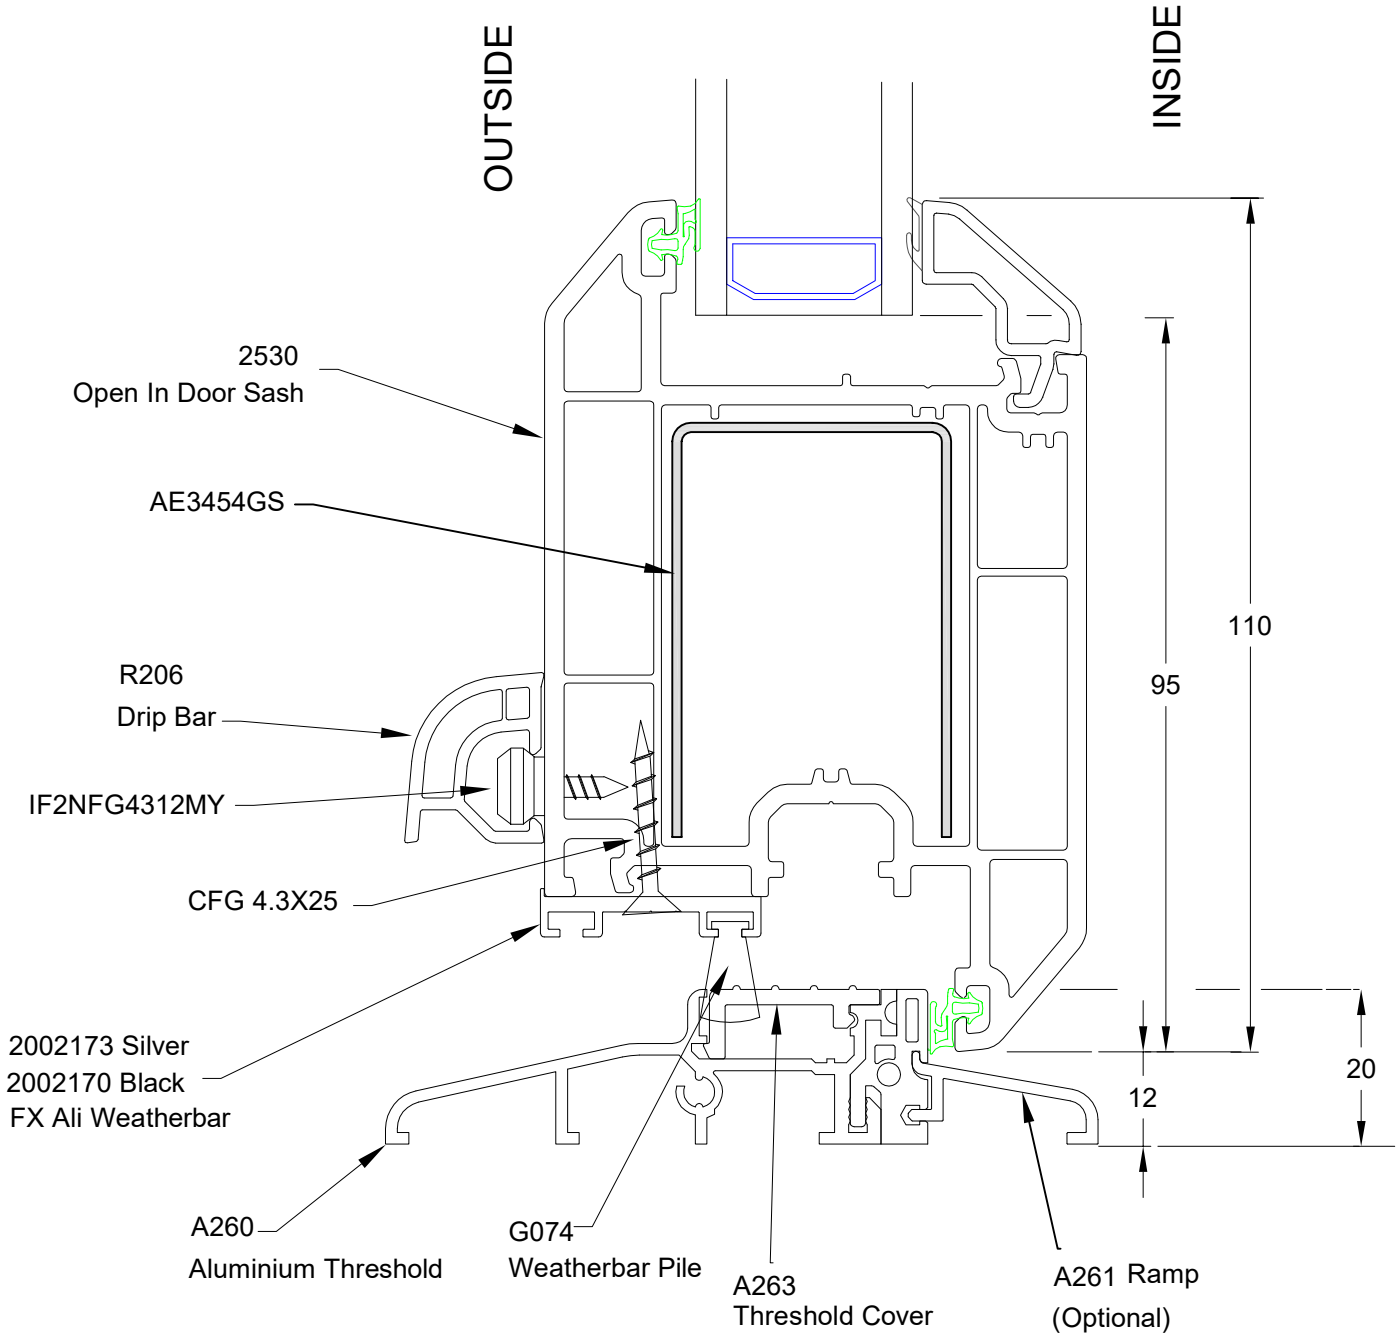 OUTSIDE
INSIDE
2530
Open In Door Sash
AE3454GS
110
95
R206
Drip Bar
IF2NFG4312MY
CFG 4.3X25
2002173 Silver
2002170 Black
FX Ali Weatherbar
20
12
A260
Aluminium Threshold
G074
Weatherbar Pile
A263
Threshold Cover
A261 Ramp
(Optional)